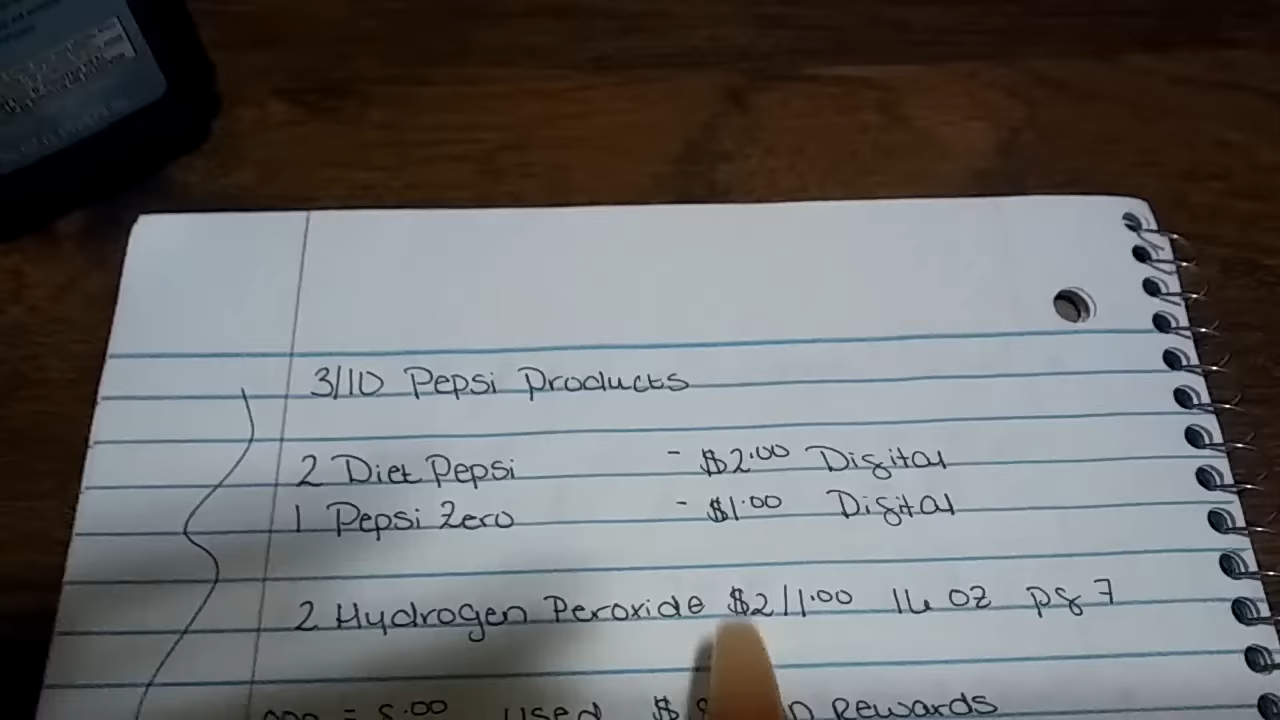 3/10 Pepsi Products
2 Diet Pepsi - $2.00 Digital
1 Pepsi Zero - $1.00 Digital
2 Hydrogen Peroxide $2/1.00 16 oz pg 7
= 5.00 used $ Rewards